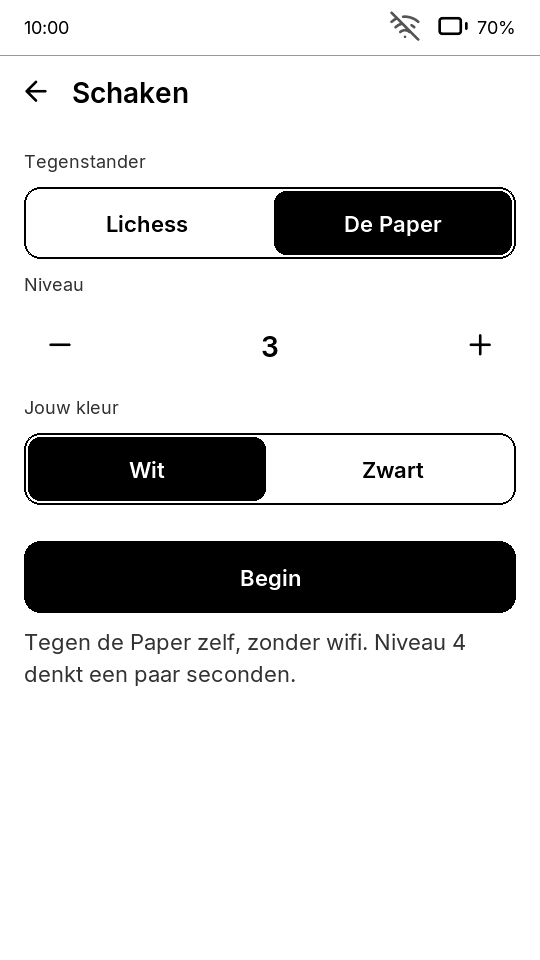 10:00
70%
Schaken
Tegenstander
Lichess
De Paper
Niveau
3
Jouw kleur
Wit
Zwart
Begin
Tegen de Paper zelf, zonder wifi. Niveau 4
denkt een paar seconden.